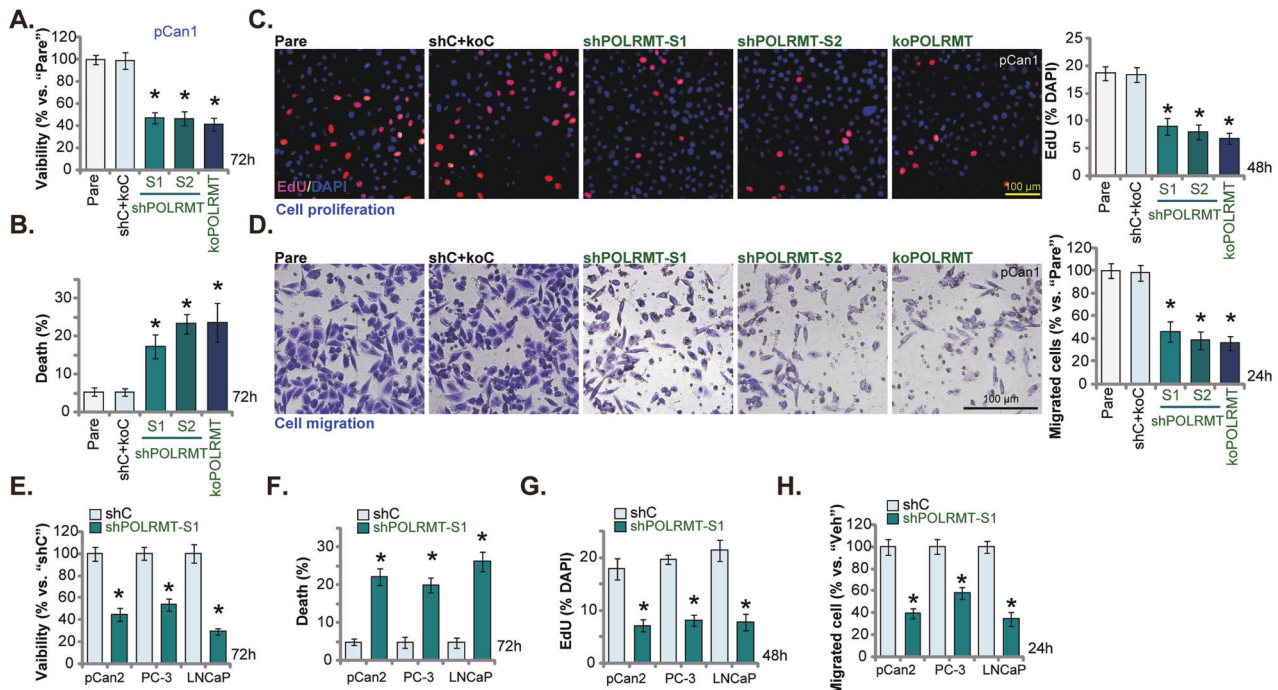 A.
pCan1
Vaibility (% vs. “Pare”)
120
100
80
60
40
20
0
*
*
*
72h
Pare
shC+koC
S1
S2
shPOLRMT
koPOLRMT
B.
Death (%)
30
20
10
0
*
*
*
72h
Pare
shC+koC
S1
S2
shPOLRMT
koPOLRMT
C.
Pare
shC+koC
shPOLRMT-S1
shPOLRMT-S2
koPOLRMT
pCan1
EdU/DAPI
100 µm
Cell proliferation
EdU (% DAPI)
25
20
15
10
5
0
*
*
*
48h
Pare
shC+koC
S1
S2
shPOLRMT
koPOLRMT
D.
Pare
shC+koC
shPOLRMT-S1
shPOLRMT-S2
koPOLRMT
pCan1
100 µm
Cell migration
Migrated cells (% vs. “Pare”)
120
100
80
60
40
20
0
*
*
*
24h
Pare
shC+koC
S1
S2
shPOLRMT
koPOLRMT
E.
shC
shPOLRMT-S1
Vaibility (% vs. “shC”)
120
100
80
60
40
20
0
*
*
*
72h
pCan2
PC-3
LNCaP
F.
shC
shPOLRMT-S1
Death (%)
30
20
10
0
*
*
*
72h
pCan2
PC-3
LNCaP
G.
shC
shPOLRMT-S1
EdU (% DAPI)
20
10
0
*
*
*
48h
pCan2
PC-3
LNCaP
H.
shC
shPOLRMT-S1
Migrated cell (% vs. “Veh”)
120
100
80
60
40
20
0
*
*
*
24h
pCan2
PC-3
LNCaP